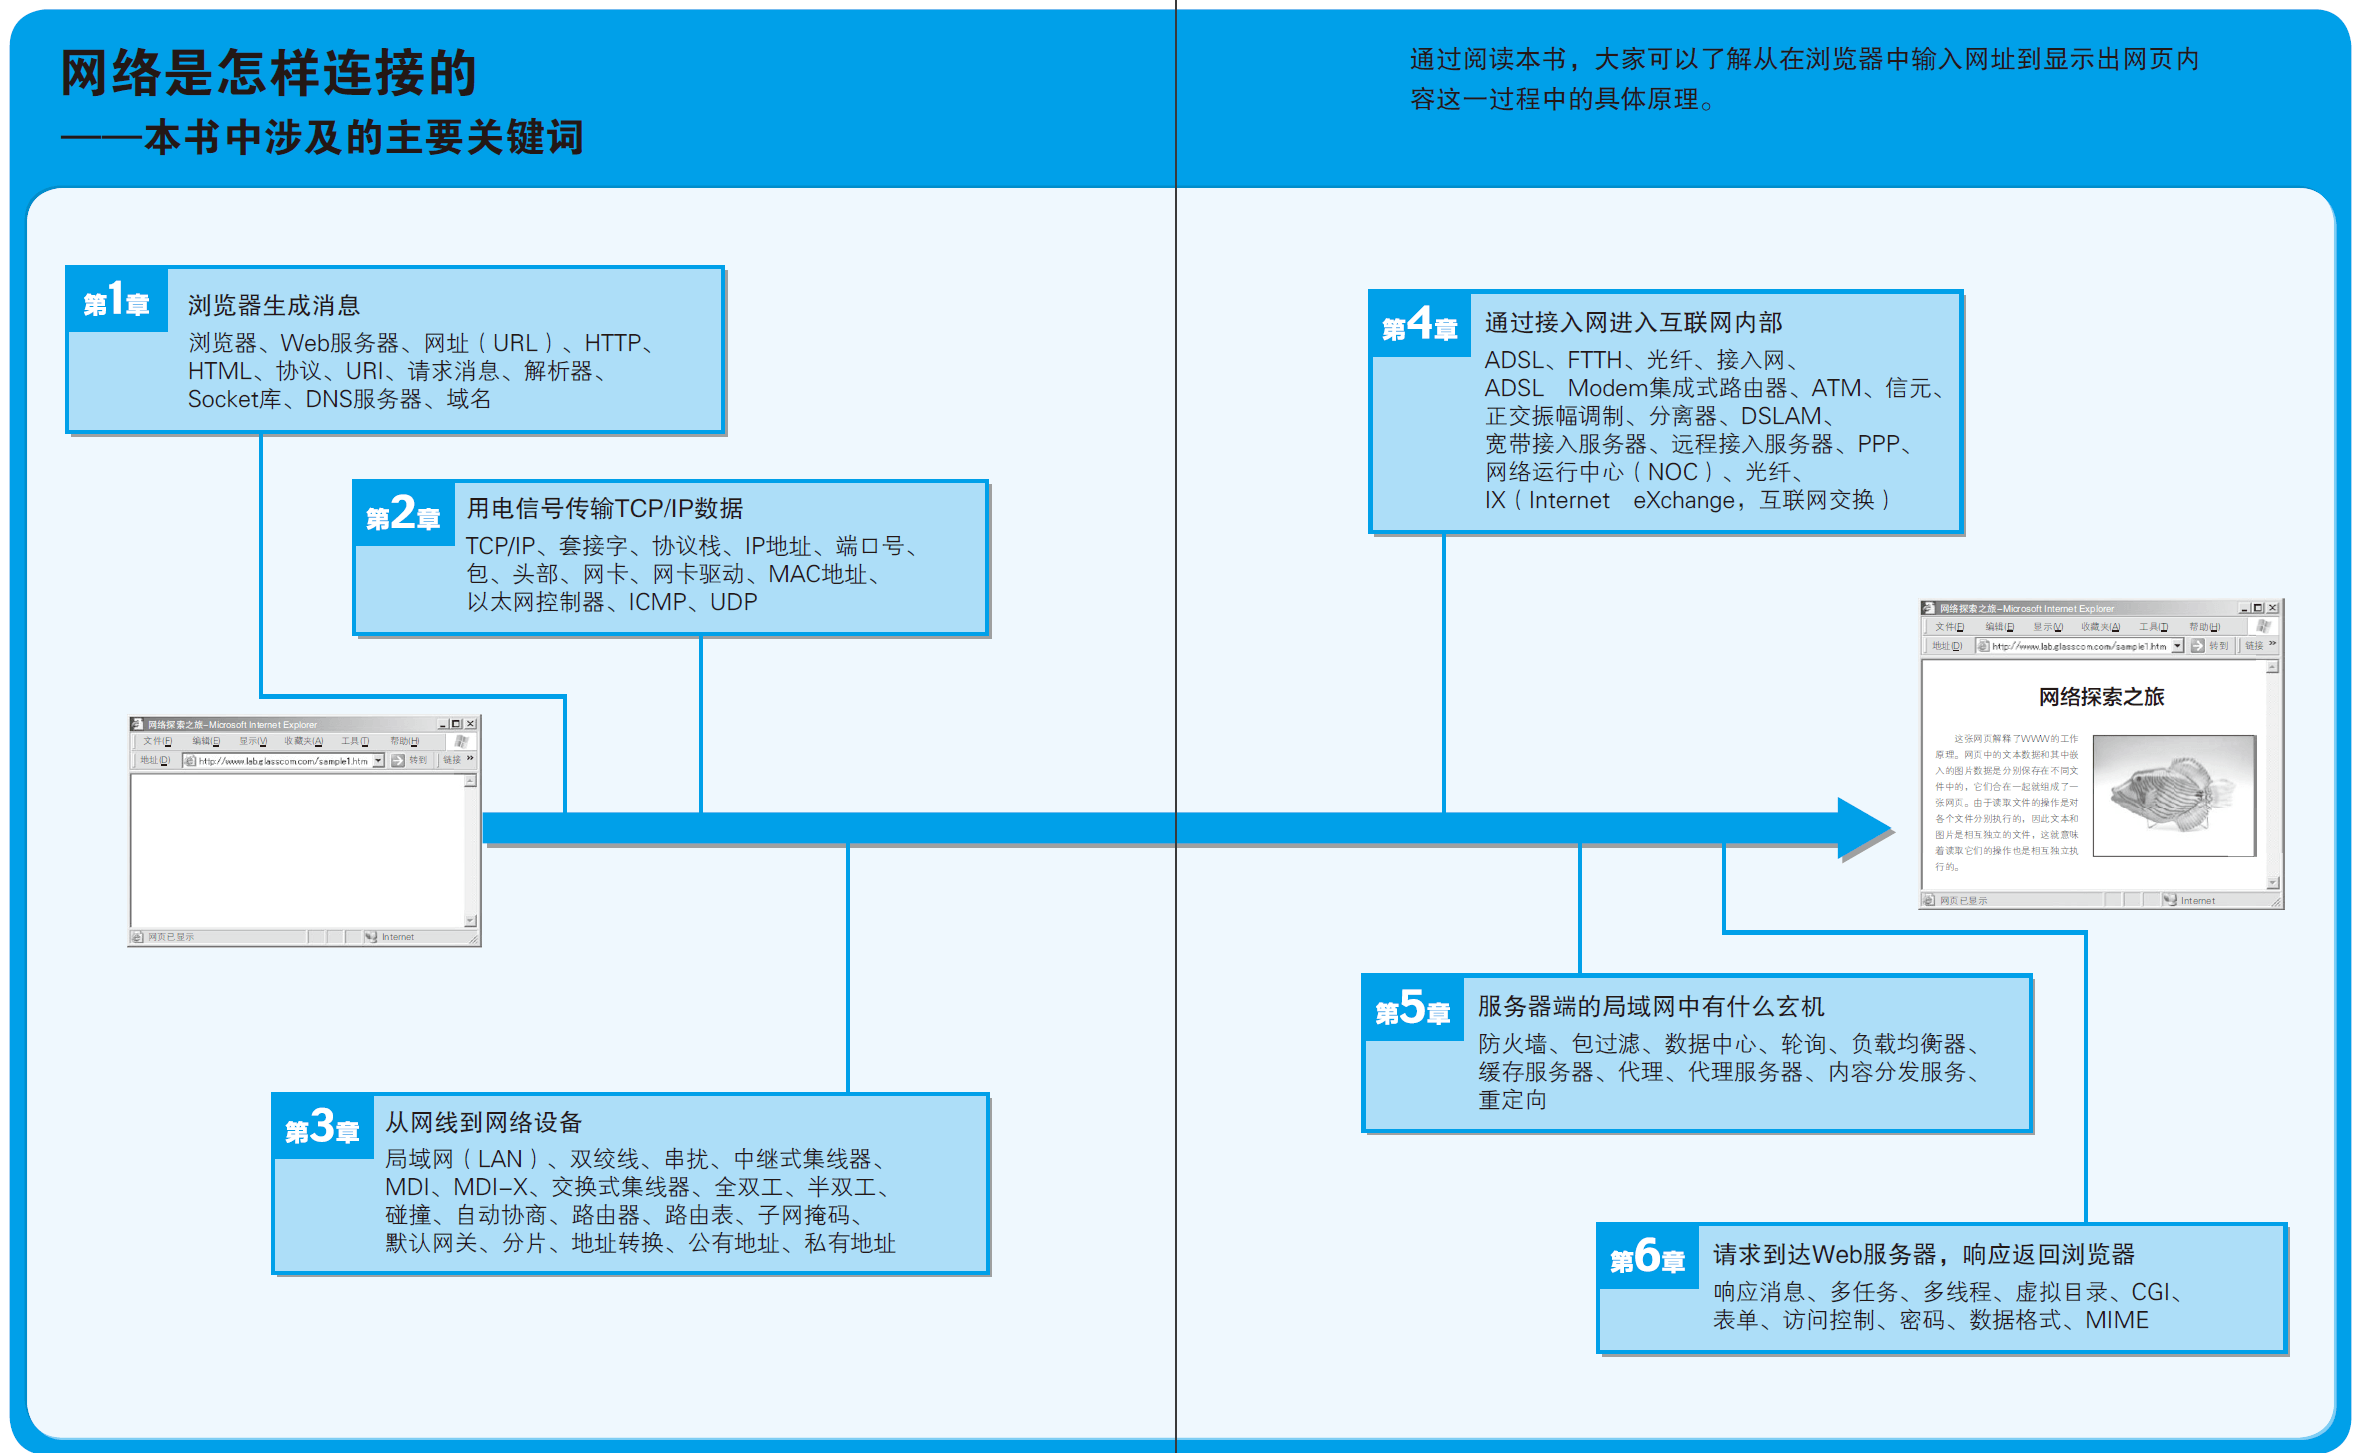 网络是怎样连接的
——本书中涉及的主要关键词
通过阅读本书，大家可以了解从在浏览器中输入网址到显示出网页内
容这一过程中的具体原理。
第1章
浏览器生成消息
浏览器、Web服务器、网址（URL）、HTTP、
HTML、协议、URI、请求消息、解析器、
Socket库、DNS服务器、域名
第2章
用电信号传输TCP/IP数据
TCP/IP、套接字、协议栈、IP地址、端口号、
包、头部、网卡、网卡驱动、MAC地址、
以太网控制器、ICMP、UDP
网络探索之旅-Microsoft Internet Explorer
文件(F) 编辑(E) 显示(V) 收藏夹(A) 工具(T) 帮助(H)
地址(D) http://www.lab.glasscom.com/sample1.htm 转到 链接 »
网页已显示 Internet
第3章
从网线到网络设备
局域网（LAN）、双绞线、串扰、中继式集线器、
MDI、MDI-X、交换式集线器、全双工、半双工、
碰撞、自动协商、路由器、路由表、子网掩码、
默认网关、分片、地址转换、公有地址、私有地址
第4章
通过接入网进入互联网内部
ADSL、FTTH、光纤、接入网、
ADSL Modem集成式路由器、ATM、信元、
正交振幅调制、分离器、DSLAM、
宽带接入服务器、远程接入服务器、PPP、
网络运行中心（NOC）、光纤、
IX（Internet eXchange，互联网交换）
网络探索之旅-Microsoft Internet Explorer
文件(F) 编辑(E) 显示(V) 收藏夹(A) 工具(T) 帮助(H)
地址(D) http://www.lab.glasscom.com/sample1.htm 转到 链接 »
网络探索之旅
这张网页解释了WWW的工作
原理。网页中的文本数据和其中嵌
入的图片数据是分别保存在不同文
件中的，它们合在一起就组成了一
张网页。由于读取文件的操作是对
各个文件分别执行的，因此文本和
图片是相互独立的文件，这就意味
着读取它们的操作也是相互独立执
行的。
网页已显示 Internet
第5章
服务器端的局域网中有什么玄机
防火墙、包过滤、数据中心、轮询、负载均衡器、
缓存服务器、代理、代理服务器、内容分发服务、
重定向
第6章
请求到达Web服务器，响应返回浏览器
响应消息、多任务、多线程、虚拟目录、CGI、
表单、访问控制、密码、数据格式、MIME